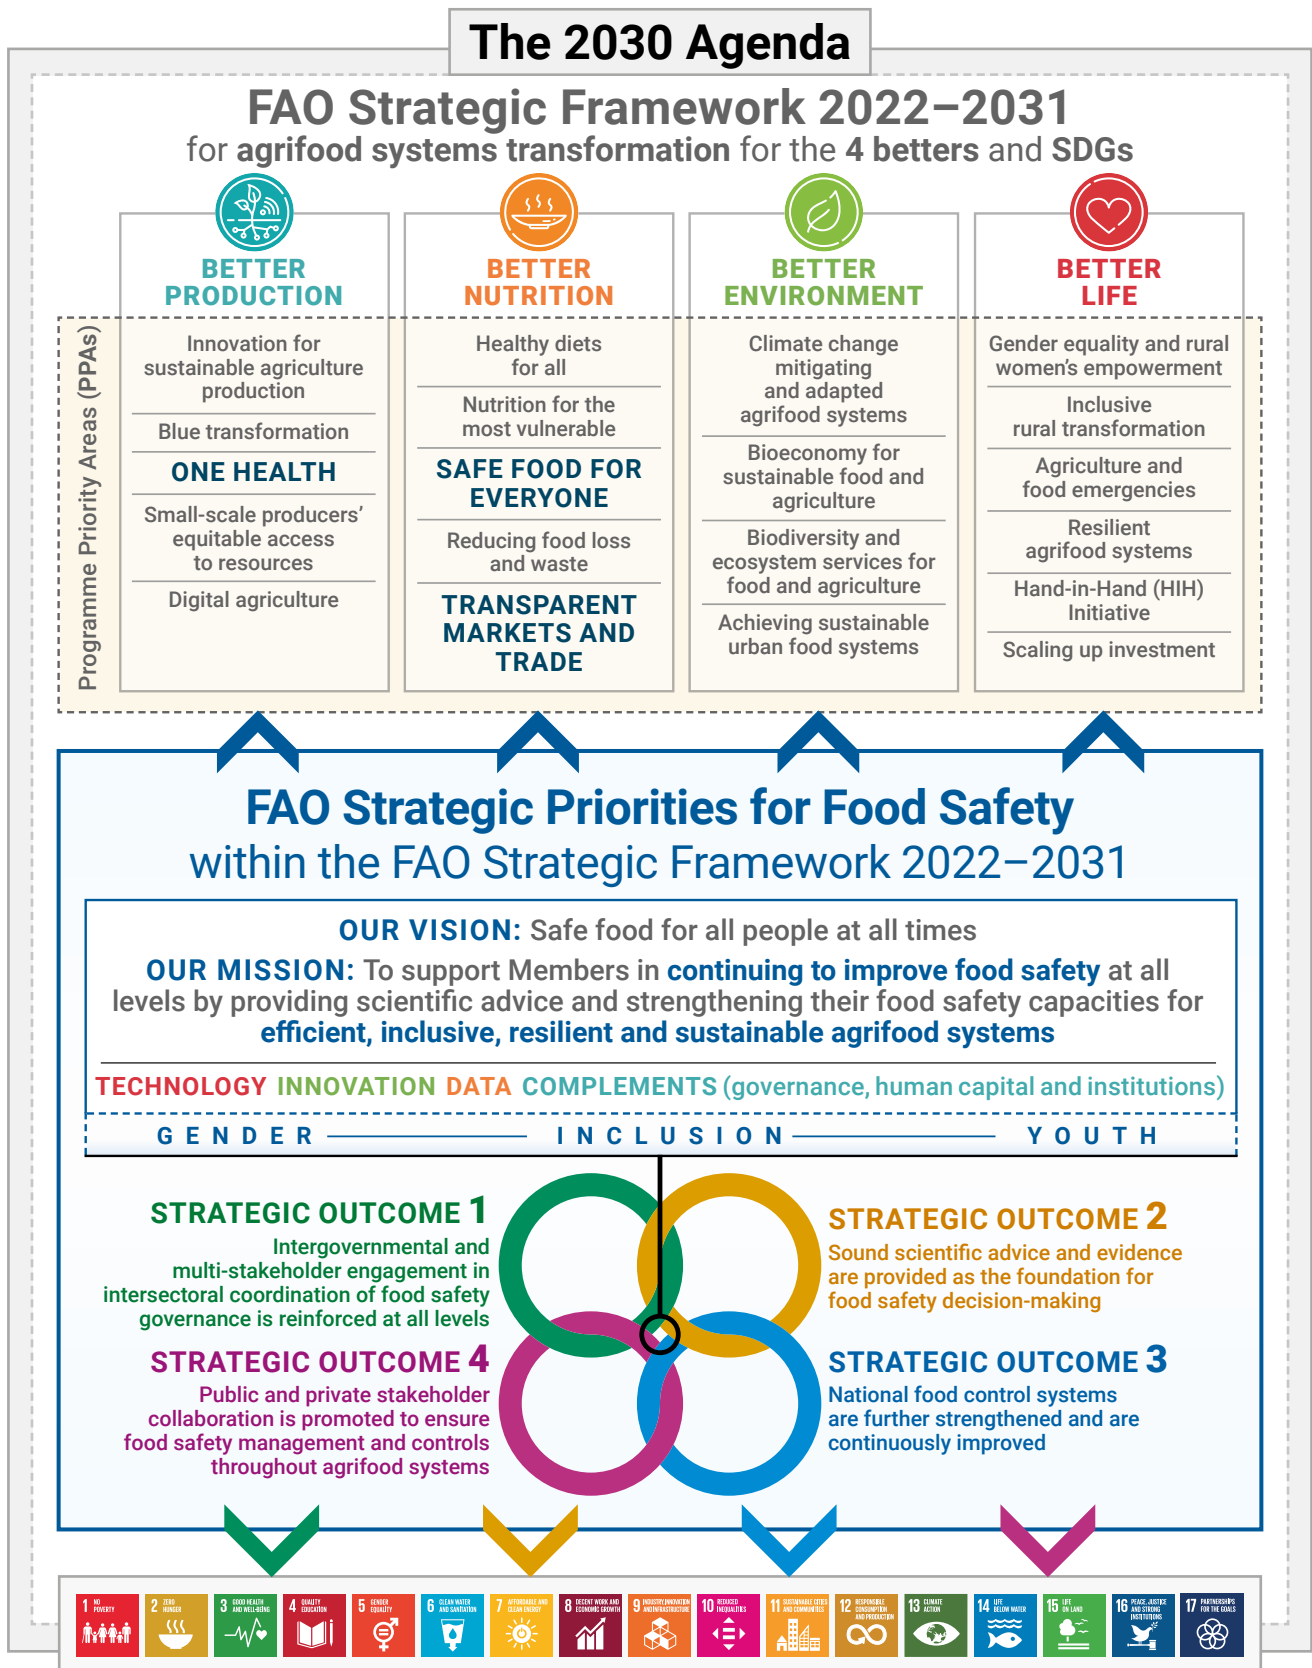 The 2030 Agenda
FAO Strategic Framework 2022–2031
for agrifood systems transformation for the 4 betters and SDGs
BETTER
PRODUCTION
BETTER
NUTRITION
BETTER
ENVIRONMENT
BETTER
LIFE
Programme Priority Areas (PPAs)
Innovation for
sustainable agriculture
production
Blue transformation
ONE HEALTH
Small-scale producers’
equitable access
to resources
Digital agriculture
Healthy diets
for all
Nutrition for the
most vulnerable
SAFE FOOD FOR
EVERYONE
Reducing food loss
and waste
TRANSPARENT
MARKETS AND
TRADE
Climate change
mitigating
and adapted
agrifood systems
Bioeconomy for
sustainable food and
agriculture
Biodiversity and
ecosystem services for
food and agriculture
Achieving sustainable
urban food systems
Gender equality and rural
women’s empowerment
Inclusive
rural transformation
Agriculture and
food emergencies
Resilient
agrifood systems
Hand-in-Hand (HIH)
Initiative
Scaling up investment
FAO Strategic Priorities for Food Safety
within the FAO Strategic Framework 2022–2031
OUR VISION: Safe food for all people at all times
OUR MISSION: To support Members in continuing to improve food safety at all
levels by providing scientific advice and strengthening their food safety capacities for
efficient, inclusive, resilient and sustainable agrifood systems
TECHNOLOGY INNOVATION DATA COMPLEMENTS (governance, human capital and institutions)
GENDER INCLUSION YOUTH
STRATEGIC OUTCOME 1
Intergovernmental and
multi-stakeholder engagement in
intersectoral coordination of food safety
governance is reinforced at all levels
STRATEGIC OUTCOME 2
Sound scientific advice and evidence
are provided as the foundation for
food safety decision-making
STRATEGIC OUTCOME 4
Public and private stakeholder
collaboration is promoted to ensure
food safety management and controls
throughout agrifood systems
STRATEGIC OUTCOME 3
National food control systems
are further strengthened and are
continuously improved
1 NO
POVERTY
2 ZERO
HUNGER
3 GOOD HEALTH
AND WELL-BEING
4 QUALITY
EDUCATION
5 GENDER
EQUALITY
6 CLEAN WATER
AND SANITATION
7 AFFORDABLE AND
CLEAN ENERGY
8 DECENT WORK AND
ECONOMIC GROWTH
9 INDUSTRY, INNOVATION
AND INFRASTRUCTURE
10 REDUCED
INEQUALITIES
11 SUSTAINABLE CITIES
AND COMMUNITIES
12 RESPONSIBLE
CONSUMPTION
AND PRODUCTION
13 CLIMATE
ACTION
14 LIFE
BELOW WATER
15 LIFE
ON LAND
16 PEACE, JUSTICE
AND STRONG
INSTITUTIONS
17 PARTNERSHIPS
FOR THE GOALS